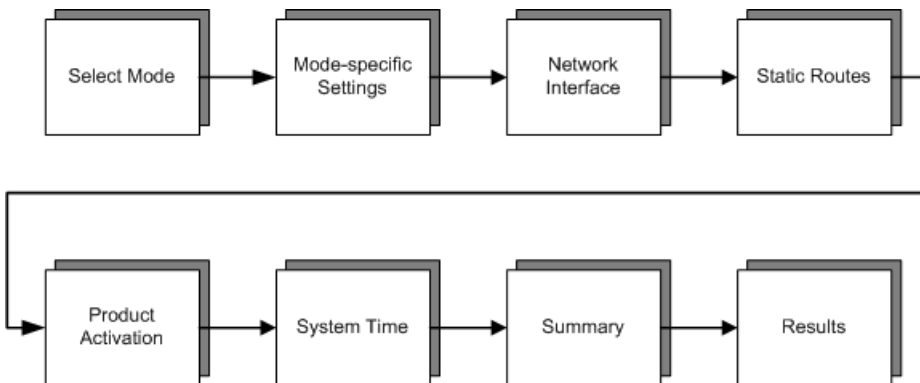 Select Mode
Mode-specific
Settings
Network
Interface
Static Routes
Product
Activation
System Time
Summary
Results